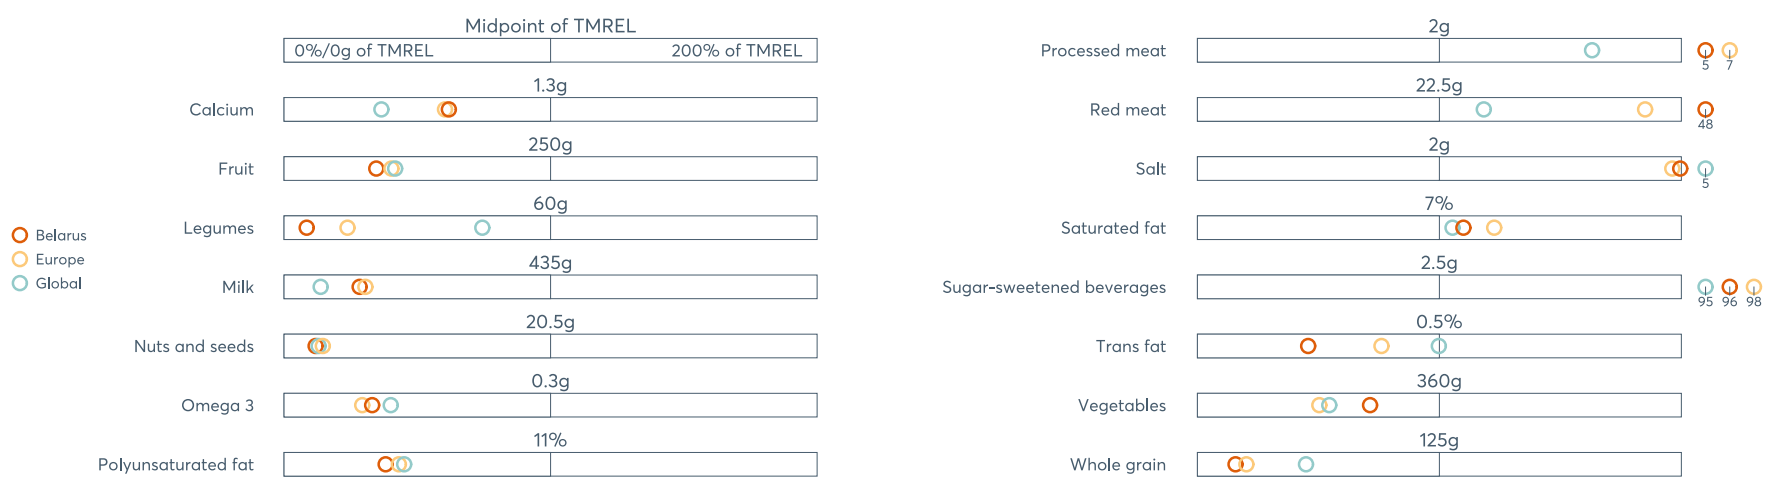 Midpoint of TMREL
0%/0g of TMREL 200% of TMREL
Calcium 1.3g
Fruit 250g
Legumes 60g
Milk 435g
Nuts and seeds 20.5g
Omega 3 0.3g
Polyunsaturated fat 11%
Belarus
Europe
Global
Processed meat 2g 5 7
Red meat 22.5g 48
Salt 2g 5
Saturated fat 7%
Sugar-sweetened beverages 2.5g 95 96 98
Trans fat 0.5%
Vegetables 360g
Whole grain 125g